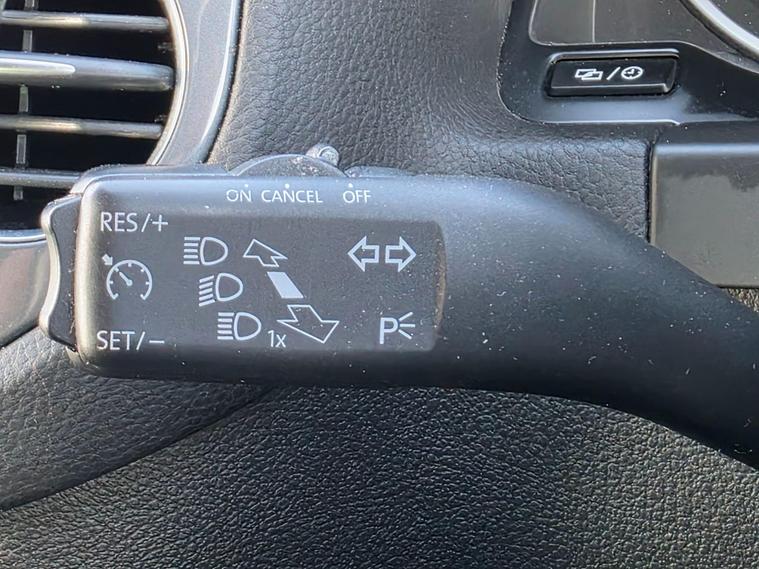 ON CANCEL OFF
RES/+
SET/-
1x
P
/